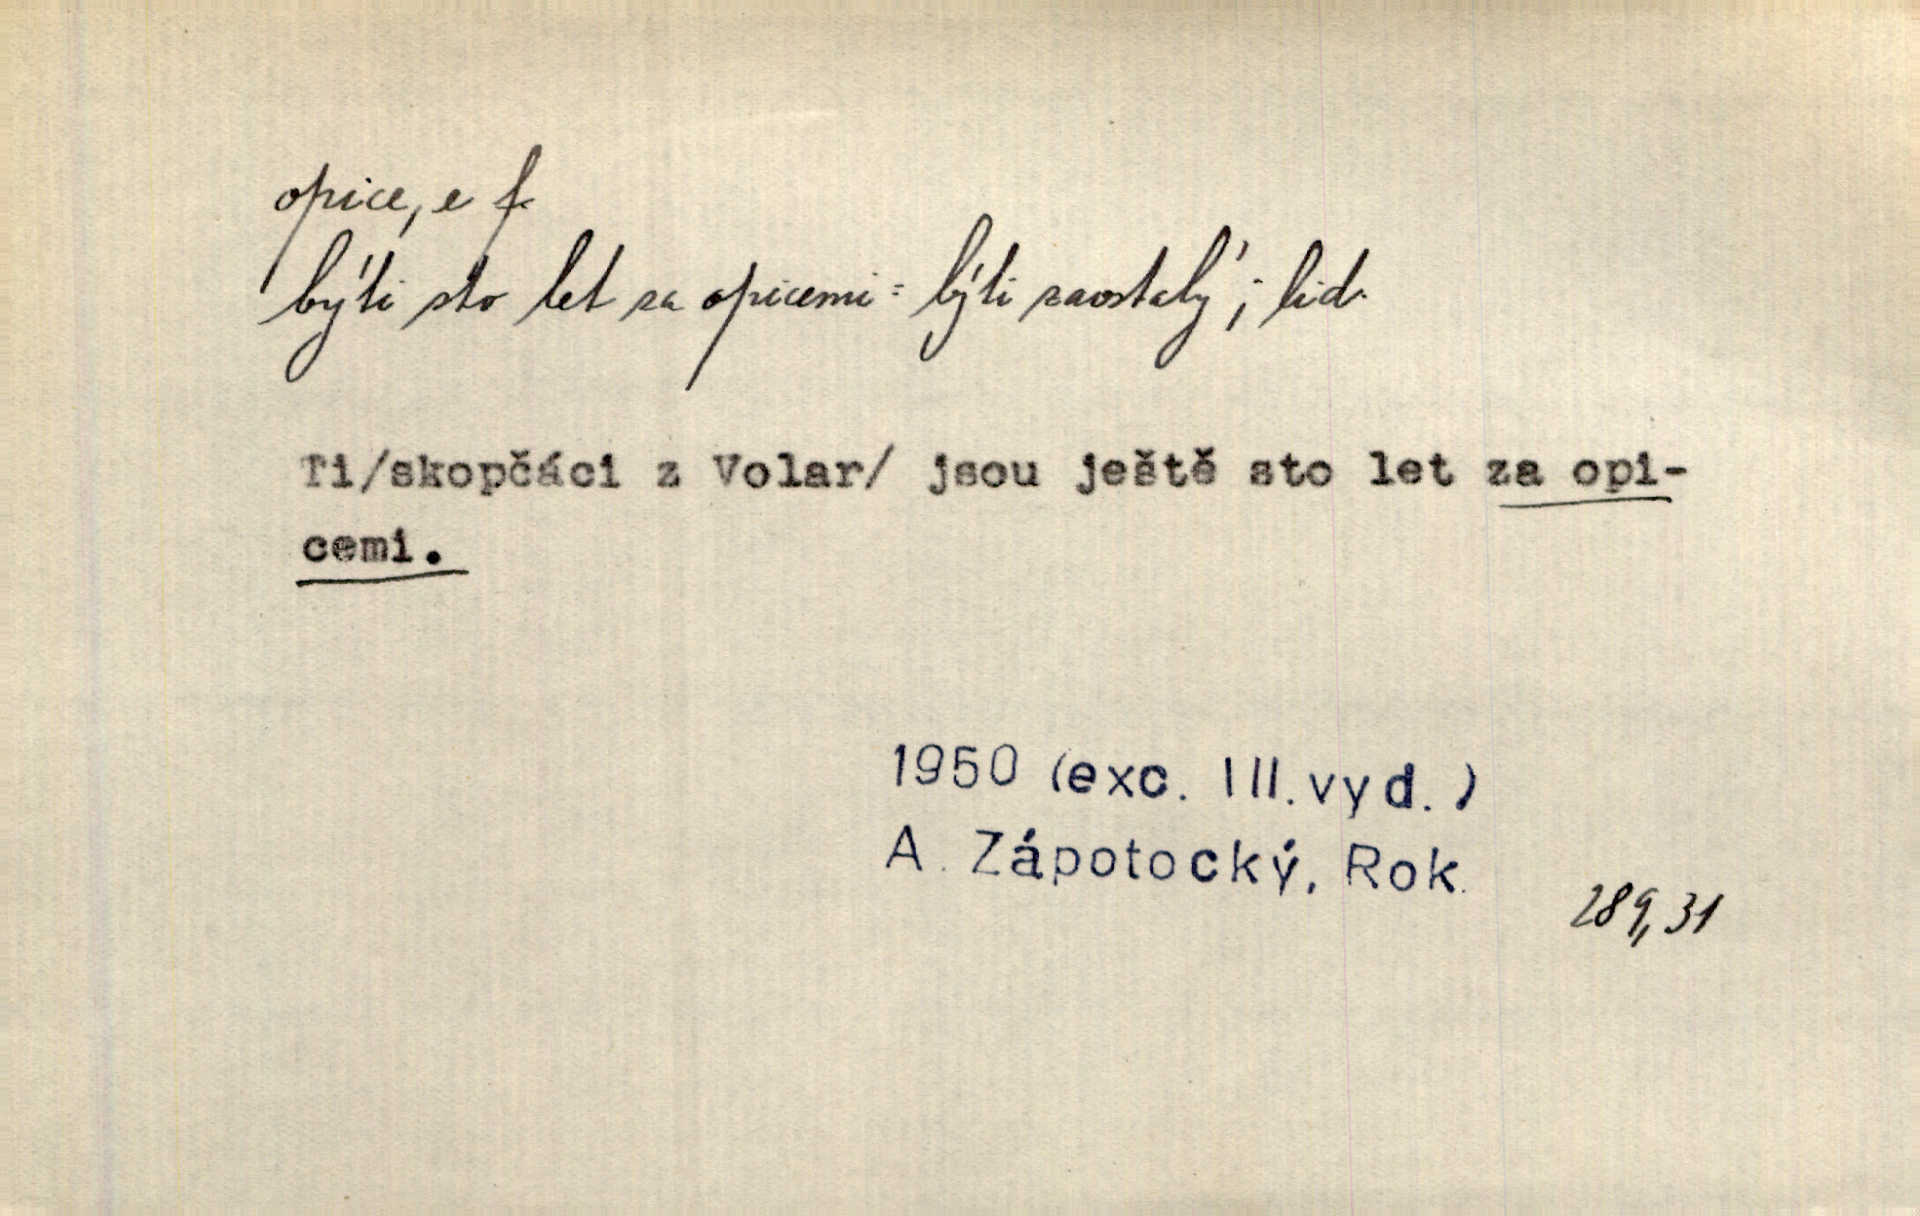 opice, e f.
býti sto let za opicemi = býti zaostalý; lid.
Ti/skopčáci z Volar/ jsou ještě sto let za opi-
cemi.
1950 (exc. III. vyd.)
A. Zápotocký, Rok.
289,31